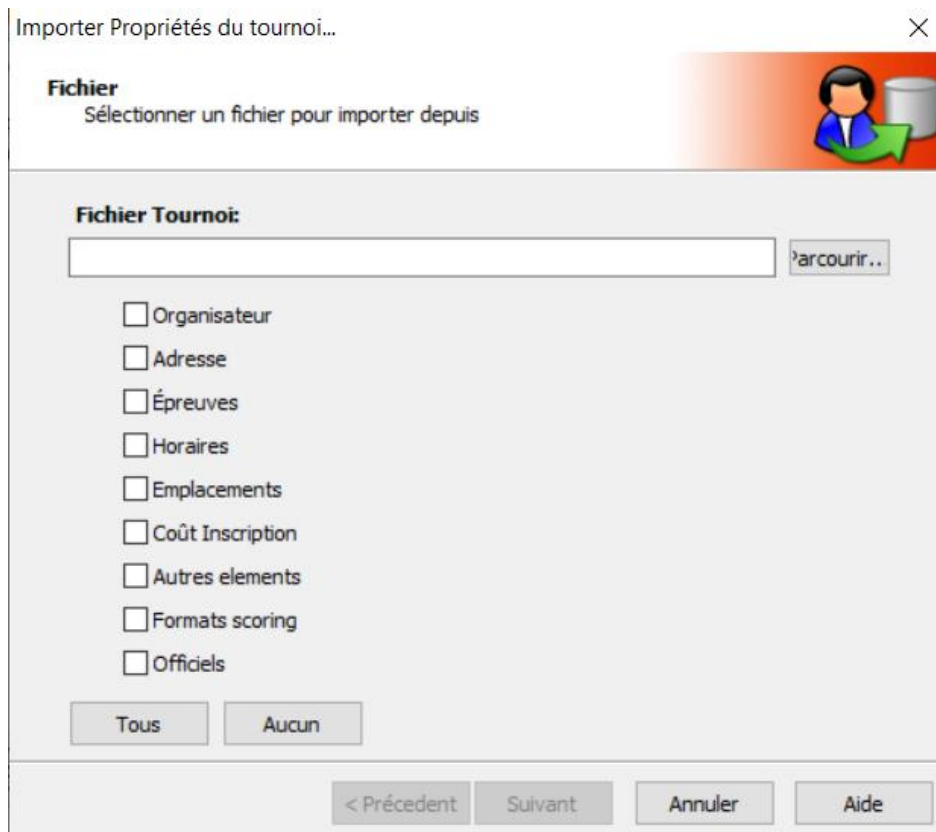 Importer Propriétés du tournoi...
Fichier
Sélectionner un fichier pour importer depuis
Fichier Tournoi:
Parcourir..
Organisateur
Adresse
Épreuves
Horaires
Emplacements
Coût Inscription
Autres elements
Formats scoring
Officiels
Tous Aucun
< Précedent Suivant Annuler Aide